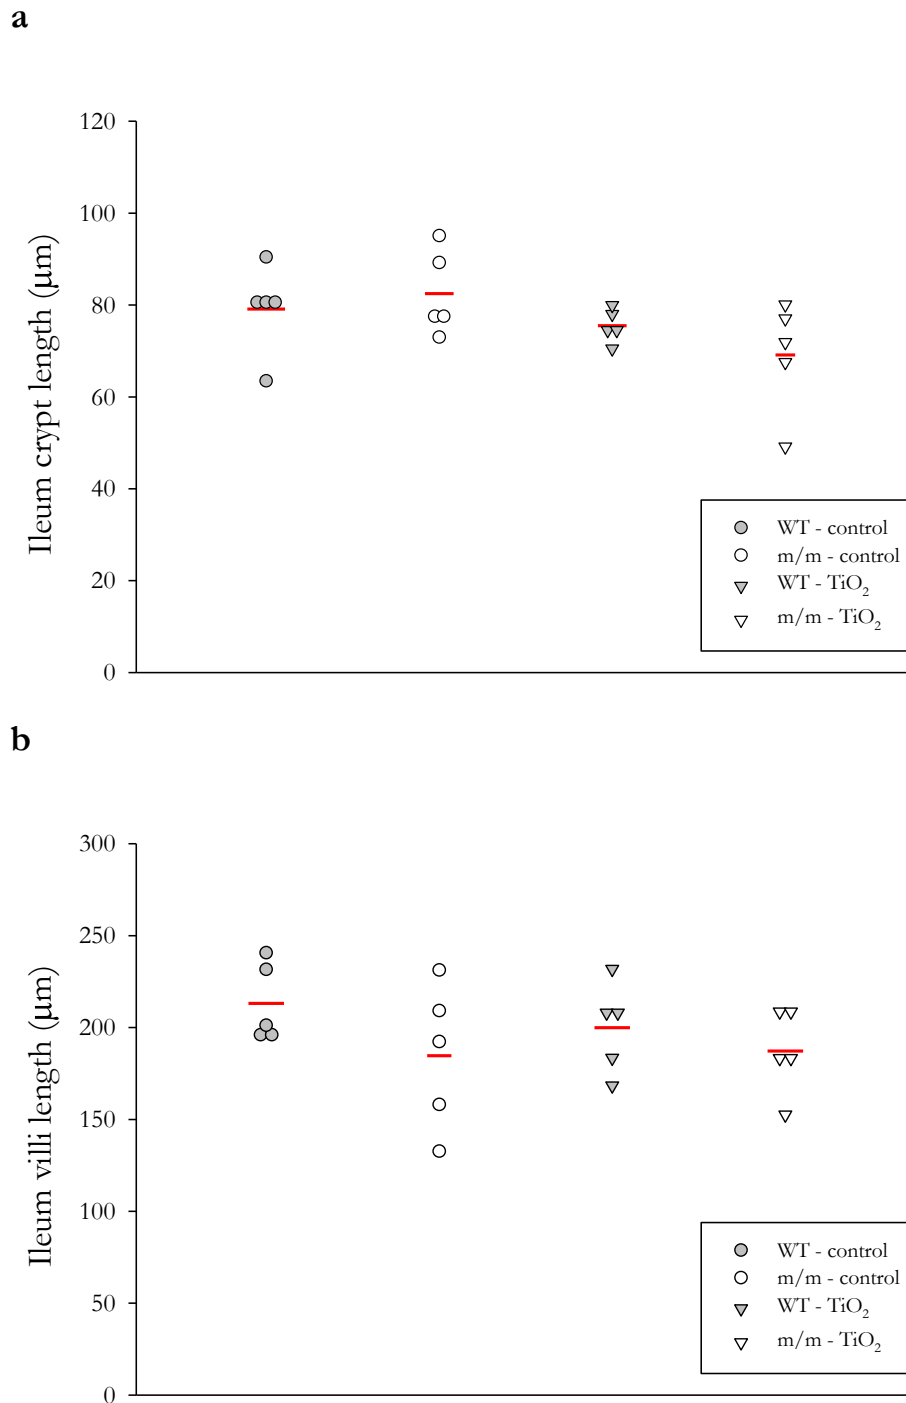 a
120
100
80
60
40
20
0
Ileum crypt length (µm)
WT - control
m/m - control
WT - TiO₂
m/m - TiO₂
b
300
250
200
150
100
50
0
Ileum villi length (µm)
WT - control
m/m - control
WT - TiO₂
m/m - TiO₂